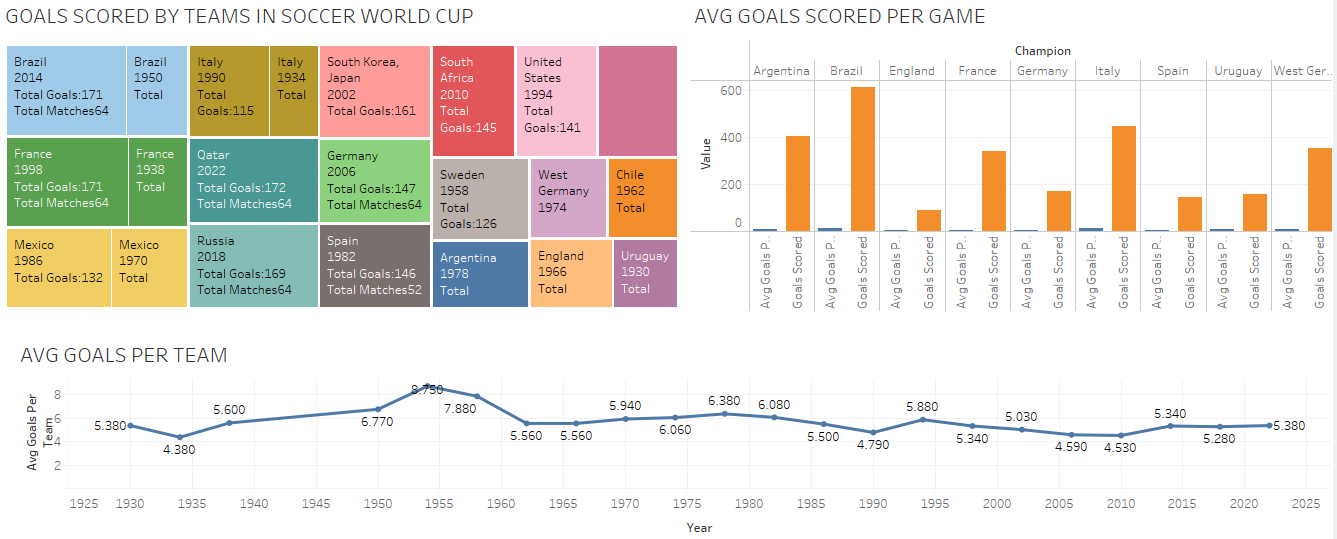 GOALS SCORED BY TEAMS IN SOCCER WORLD CUP
Brazil
2014
Total Goals:171
Total Matches64
Brazil
1950
Total
Italy
1990
Total
Goals:115
Italy
1934
Total
South Korea,
Japan
2002
Total Goals:161
South
Africa
2010
Total
Goals:145
United
States
1994
Total
Goals:141
France
1998
Total Goals:171
Total Matches64
France
1938
Total
Qatar
2022
Total Goals:172
Total Matches64
Germany
2006
Total Goals:147
Total Matches64
Sweden
1958
Total
Goals:126
West
Germany
1974
Chile
1962
Total
Mexico
1986
Total Goals:132
Mexico
1970
Total
Russia
2018
Total Goals:169
Total Matches64
Spain
1982
Total Goals:146
Total Matches52
Argentina
1978
Total
England
1966
Total
Uruguay
1930
Total
AVG GOALS SCORED PER GAME
Champion
Argentina Brazil England France Germany Italy Spain Uruguay West Ger..
Value
600
400
200
0
Avg Goals P..
Goals Scored
Avg Goals P..
Goals Scored
Avg Goals P..
Goals Scored
Avg Goals P..
Goals Scored
Avg Goals P..
Goals Scored
Avg Goals P..
Goals Scored
Avg Goals P..
Goals Scored
Avg Goals P..
Goals Scored
Avg Goals P..
Goals Scored
AVG GOALS PER TEAM
Avg Goals Per
Team
8
6
4
2
5.380
4.380
5.600
6.770
8.750
7.880
5.560
5.560
5.940
6.060
6.380
6.080
5.500
4.790
5.880
5.340
5.030
4.590
4.530
5.340
5.280
5.380
1925 1930 1935 1940 1945 1950 1955 1960 1965 1970 1975 1980 1985 1990 1995 2000 2005 2010 2015 2020 2025
Year